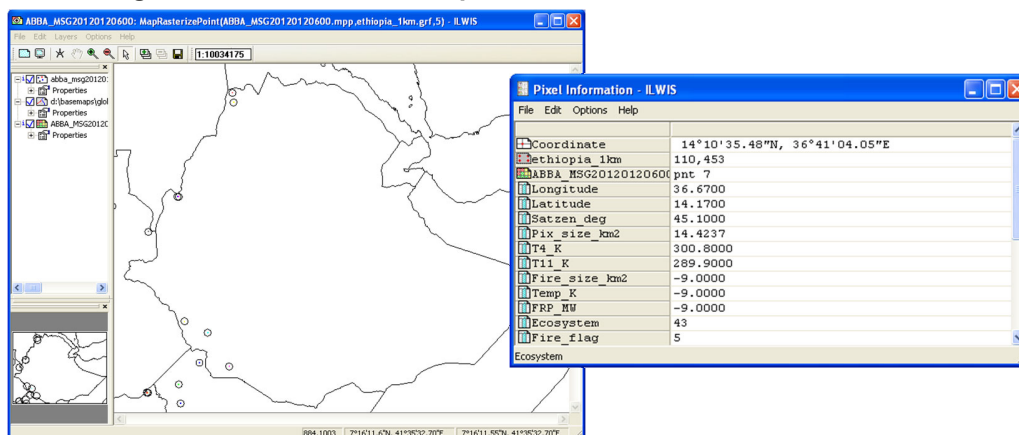 ABBA_MSG20120120600: MapRasterizePoint(ABBA_MSG20120120600.mpp,ethiopia_1km.grf,5) - ILWIS
File Edit Layers Options Help
1:10034175
abba_msg201201
Properties
d:\basemaps\glol
Properties
ABBA_MSG2012C
Properties
884,1003 7°16'11.6"N, 41°35'32.70"E 7°16'11.55"N, 41°35'32.70"E
Pixel Information - ILWIS
File Edit Options Help
Coordinate 14°10'35.48"N, 36°41'04.05"E
ethiopia_1km 110,453
ABBA_MSG20120120600 pnt 7
Longitude 36.6700
Latitude 14.1700
Satzen_deg 45.1000
Pix_size_km2 14.4237
T4_K 300.8000
T11_K 289.9000
Fire_size_km2 -9.0000
Temp_K -9.0000
FRP_MW -9.0000
Ecosystem 43
Fire_flag 5
Ecosystem